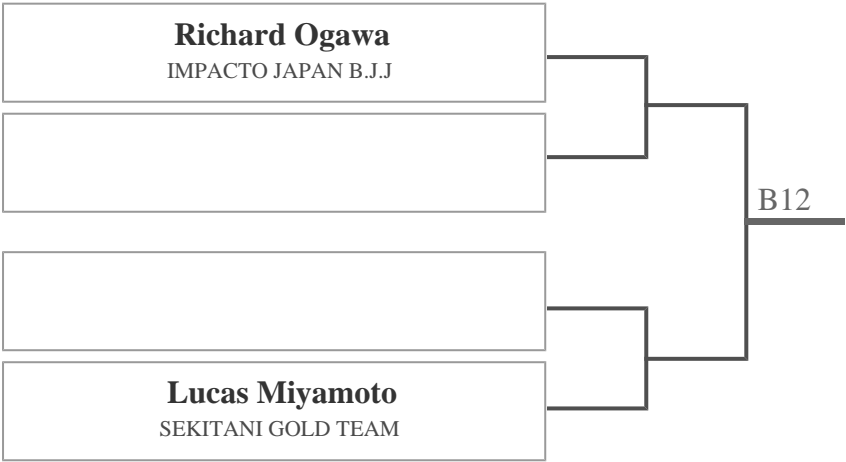 Richard Ogawa
IMPACTO JAPAN B.J.J
B12
Lucas Miyamoto
SEKITANI GOLD TEAM